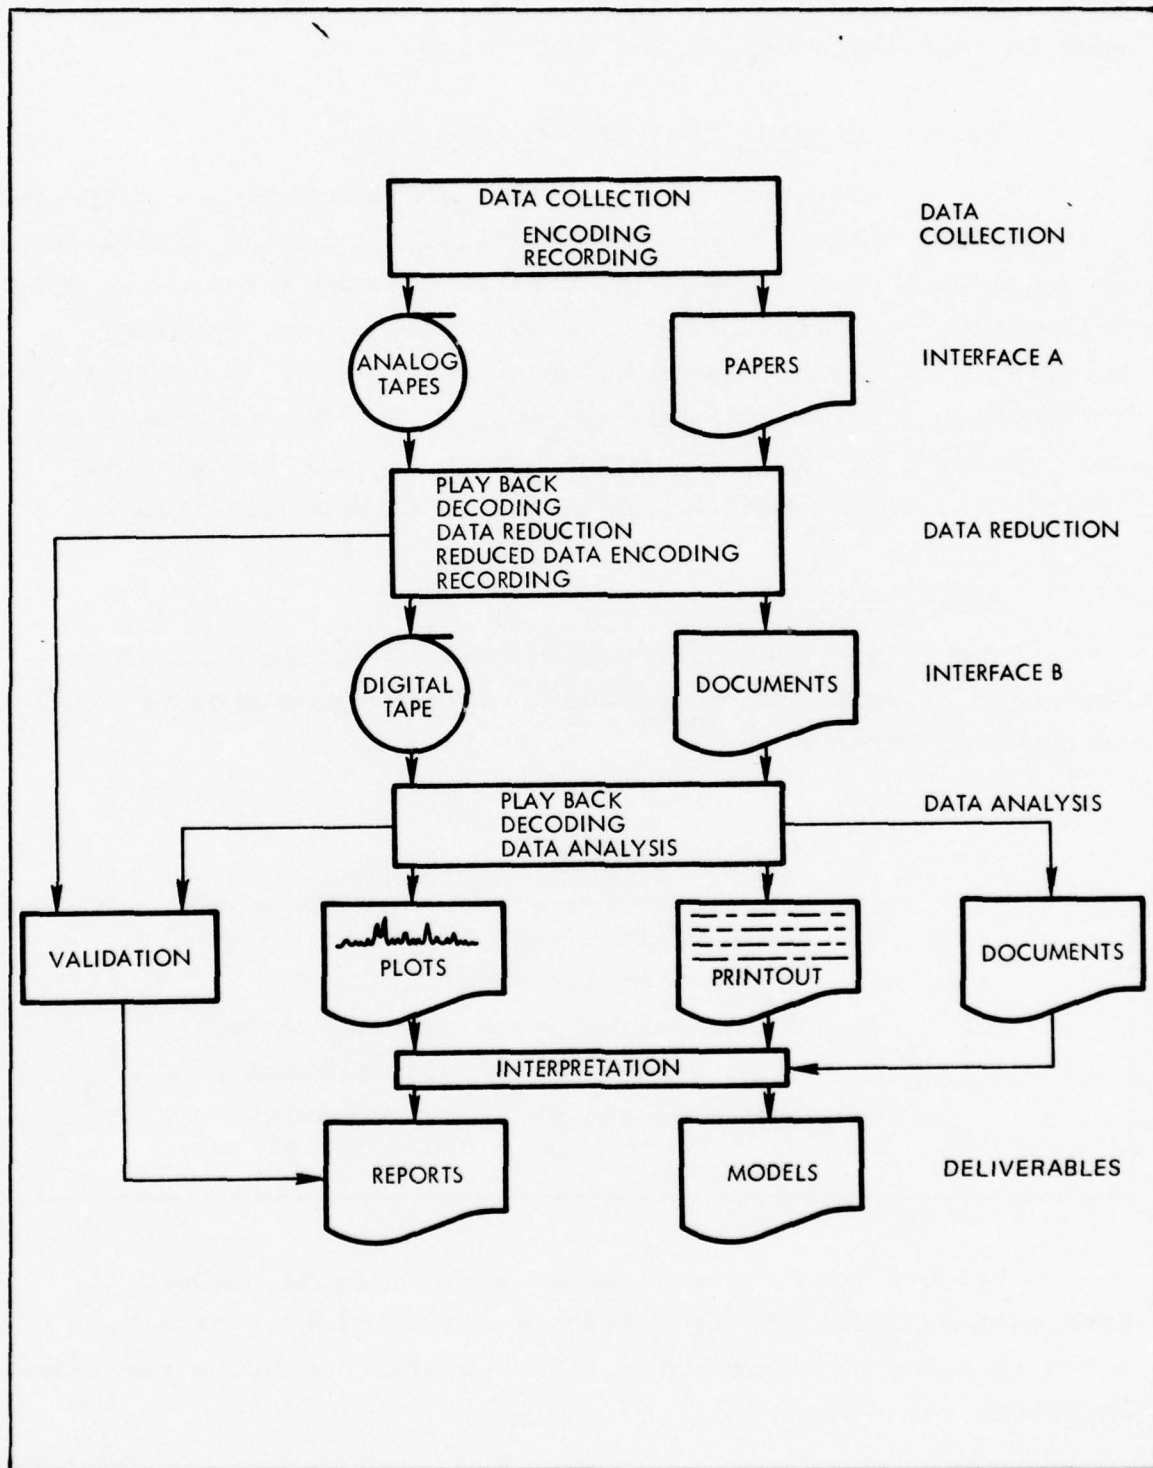 DATA COLLECTION
ENCODING
RECORDING
DATA
COLLECTION
ANALOG
TAPES
PAPERS
INTERFACE A
PLAY BACK
DECODING
DATA REDUCTION
REDUCED DATA ENCODING
RECORDING
DATA REDUCTION
DIGITAL
TAPE
DOCUMENTS
INTERFACE B
PLAY BACK
DECODING
DATA ANALYSIS
DATA ANALYSIS
VALIDATION
PLOTS
PRINTOUT
DOCUMENTS
INTERPRETATION
REPORTS
MODELS
DELIVERABLES